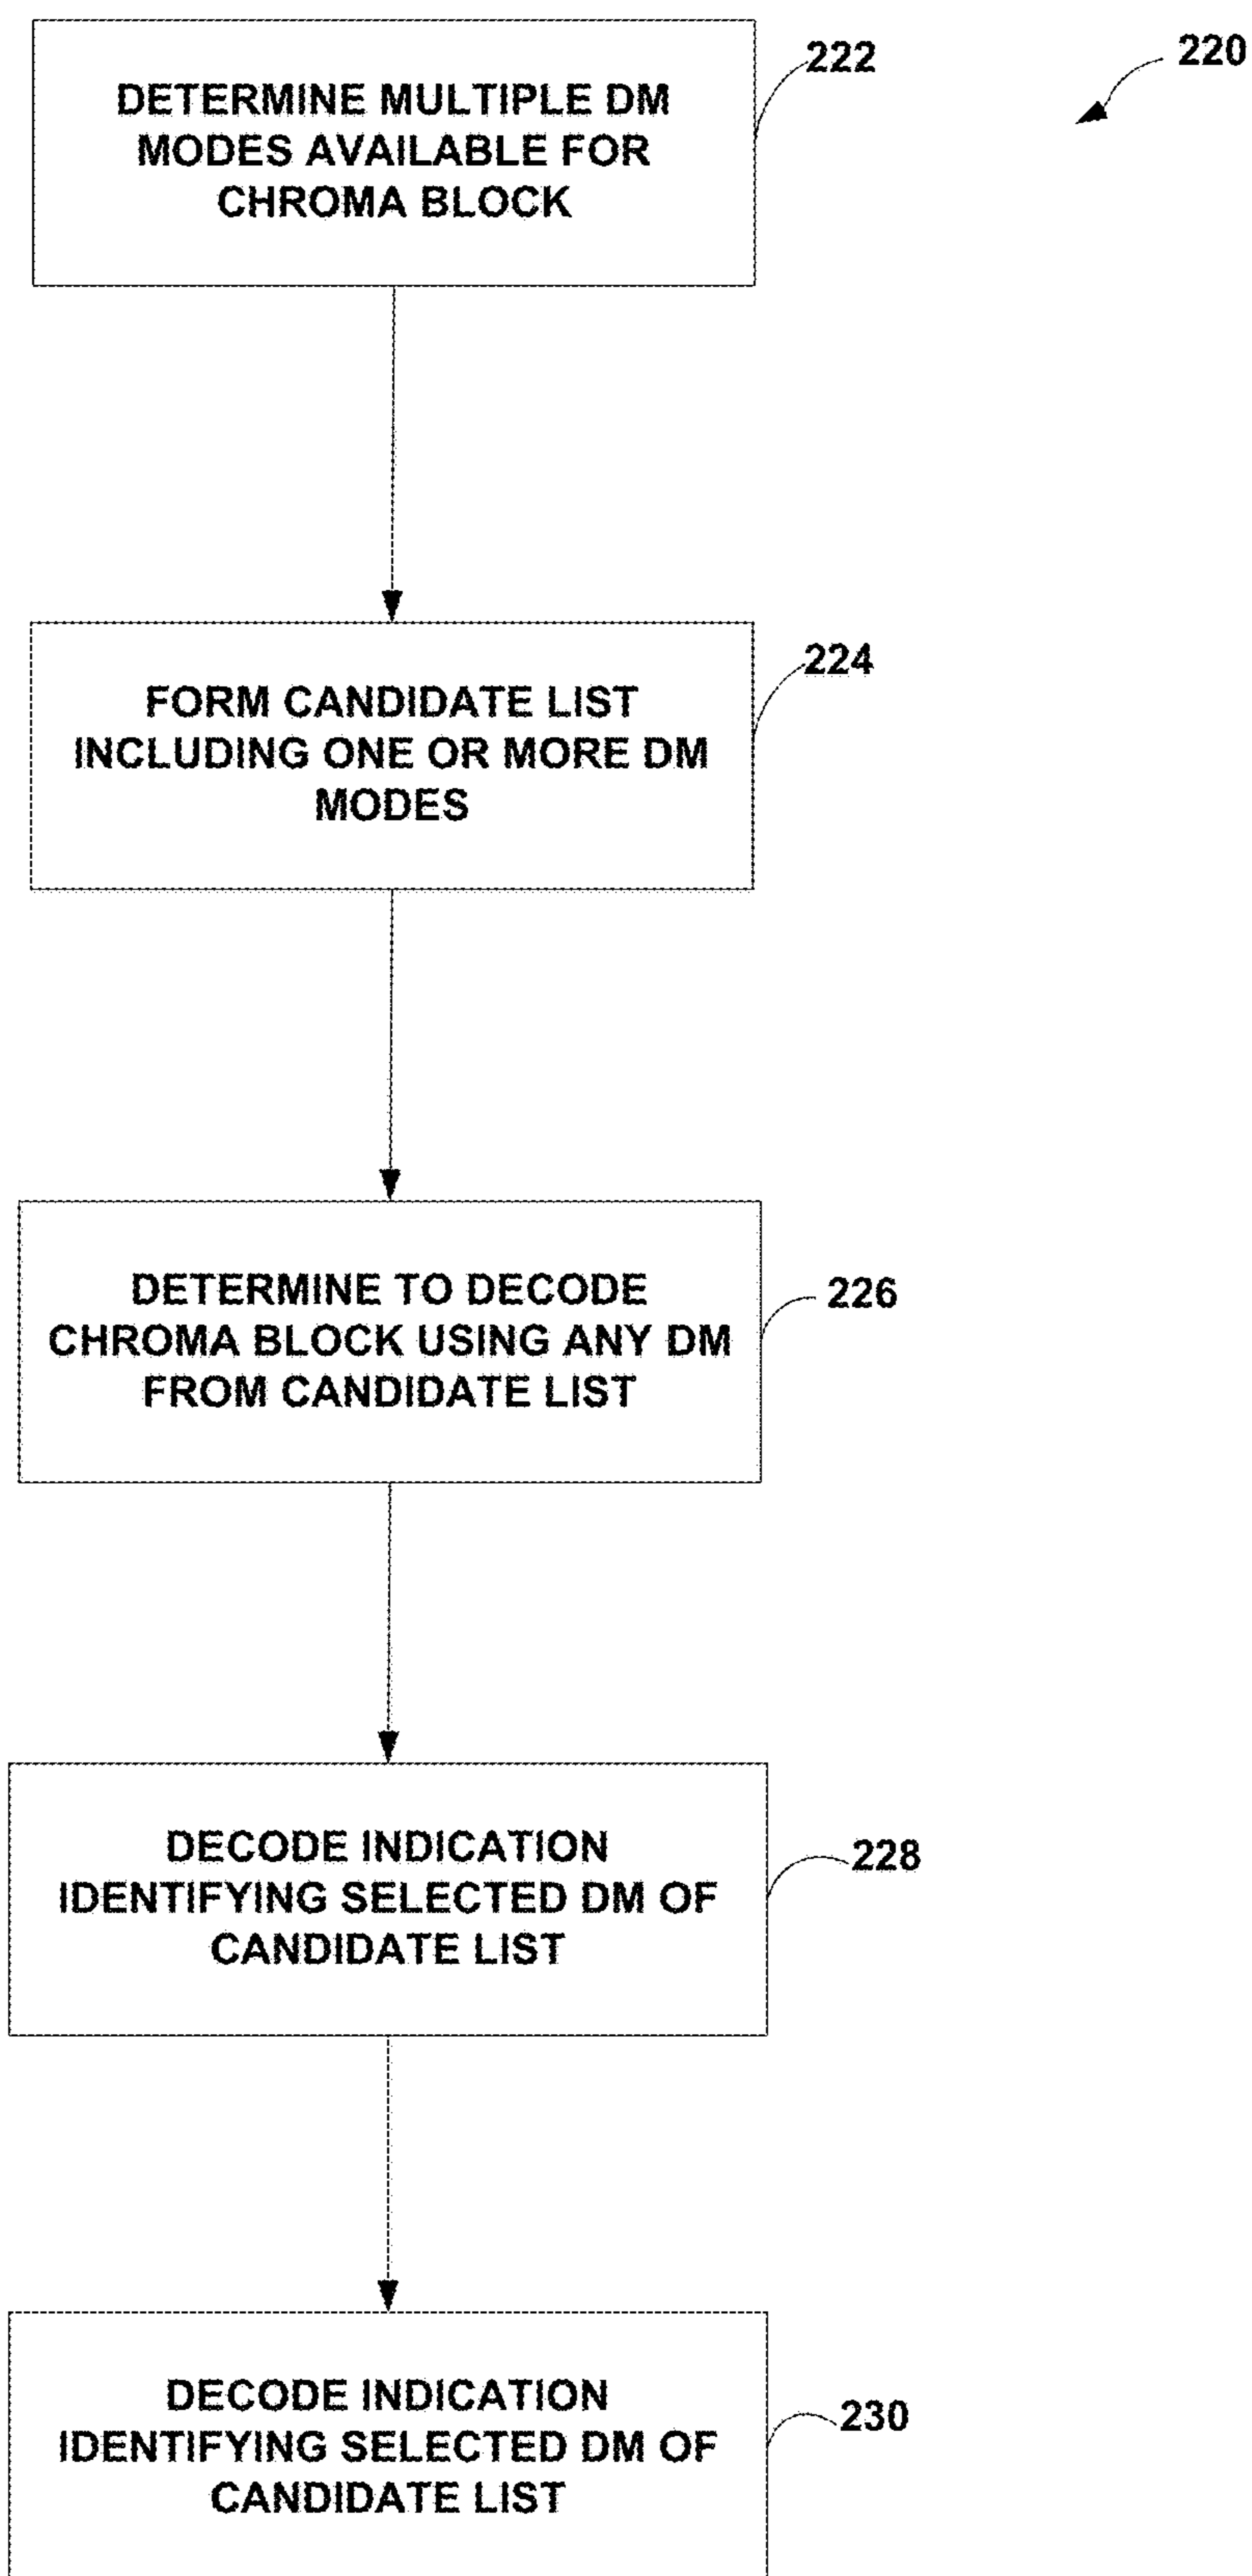 220
222
DETERMINE MULTIPLE DM
MODES AVAILABLE FOR
CHROMA BLOCK
224
FORM CANDIDATE LIST
INCLUDING ONE OR MORE DM
MODES
226
DETERMINE TO DECODE
CHROMA BLOCK USING ANY DM
FROM CANDIDATE LIST
228
DECODE INDICATION
IDENTIFYING SELECTED DM OF
CANDIDATE LIST
230
DECODE INDICATION
IDENTIFYING SELECTED DM OF
CANDIDATE LIST